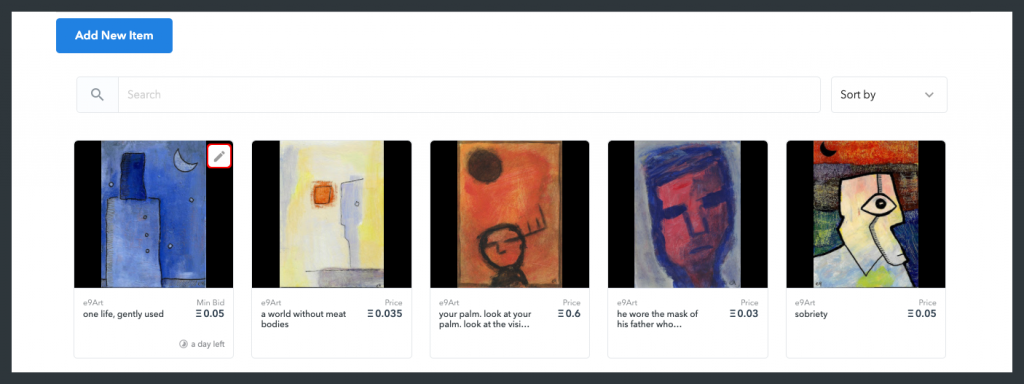 Add New Item
Search
Sort by
e9Art Min Bid
one life, gently used Ξ 0.05
a day left
e9Art Price
a world without meat Ξ 0.035
bodies
e9Art Price
your palm. look at your Ξ 0.6
palm. look at the visi...
e9Art Price
he wore the mask of Ξ 0.03
his father who...
e9Art Price
sobriety Ξ 0.05